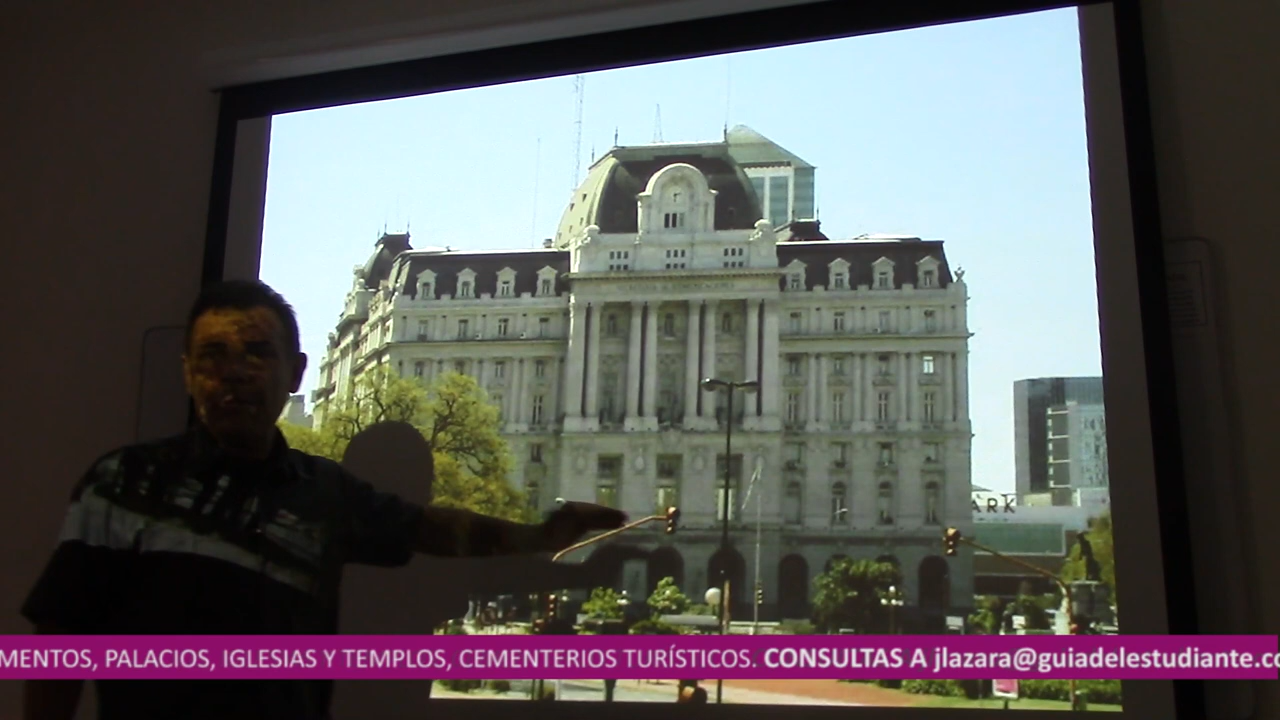 ARK
MENTOS, PALACIOS, IGLESIAS Y TEMPLOS, CEMENTERIOS TURÍSTICOS. CONSULTAS A jlazara@guiadelestudiante.co